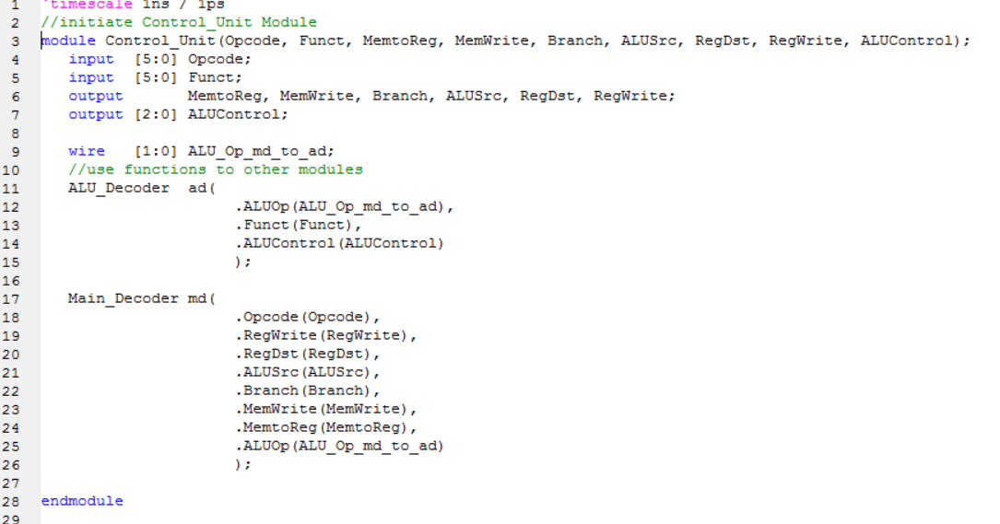 1 `timescale 1ns / 1ps
2 //initiate Control_Unit Module
3 module Control_Unit(Opcode, Funct, MemtoReg, MemWrite, Branch, ALUSrc, RegDst, RegWrite, ALUControl);
4    input  [5:0] Opcode;
5    input  [5:0] Funct;
6    output       MemtoReg, MemWrite, Branch, ALUSrc, RegDst, RegWrite;
7    output [2:0] ALUControl;
8
9    wire   [1:0] ALU_Op_md_to_ad;
10    //use functions to other modules
11    ALU_Decoder  ad(
12                      .ALUOp(ALU_Op_md_to_ad),
13                      .Funct(Funct),
14                      .ALUControl(ALUControl)
15                      );
16
17    Main_Decoder md(
18                      .Opcode(Opcode),
19                      .RegWrite(RegWrite),
20                      .RegDst(RegDst),
21                      .ALUSrc(ALUSrc),
22                      .Branch(Branch),
23                      .MemWrite(MemWrite),
24                      .MemtoReg(MemtoReg),
25                      .ALUOp(ALU_Op_md_to_ad)
26                      );
27
28 endmodule
29